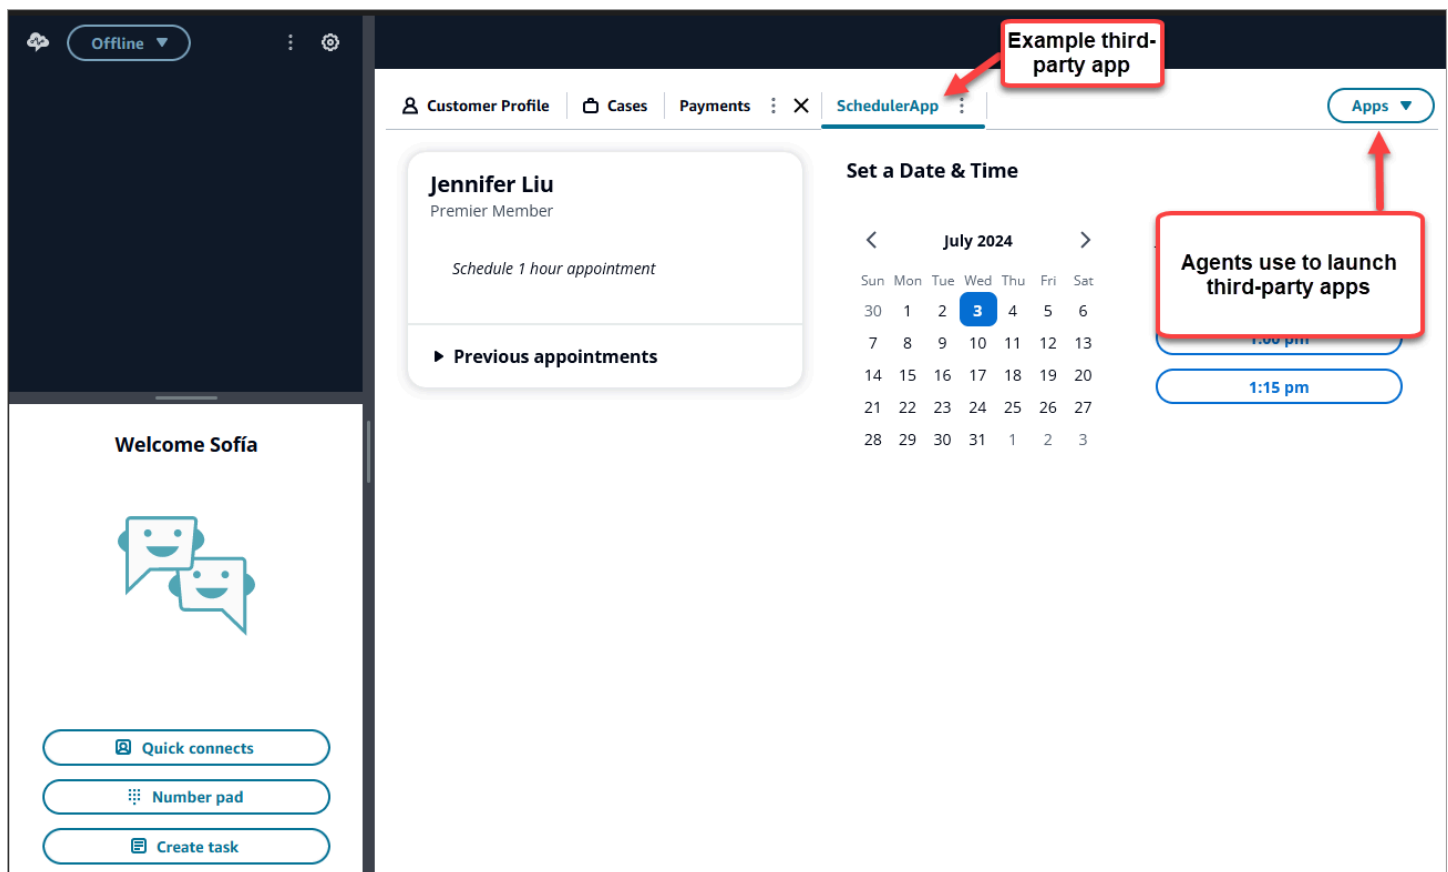 Offline
Example third-
party app
Customer Profile
Cases
Payments
SchedulerApp
Apps
Jennifer Liu
Premier Member
Schedule 1 hour appointment
Previous appointments
Set a Date & Time
July 2024
Sun Mon Tue Wed Thu Fri Sat
30 1 2 3 4 5 6
7 8 9 10 11 12 13
14 15 16 17 18 19 20
21 22 23 24 25 26 27
28 29 30 31 1 2 3
Agents use to launch
third-party apps
1:00 pm
1:15 pm
Welcome Sofía
Quick connects
Number pad
Create task